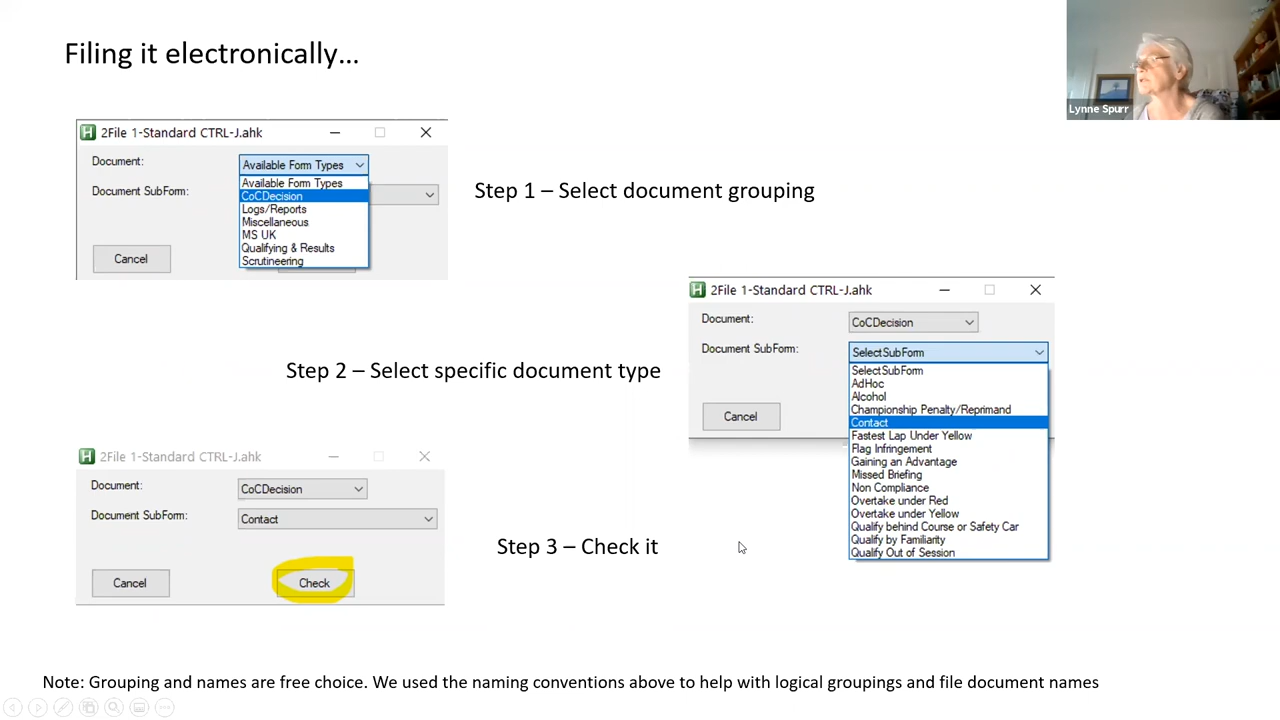 Filing it electronically...
Lynne Spurr
2File 1-Standard CTRL-J.ahk
Document:
Available Form Types
Document SubForm:
Available Form Types
CoCDecision
Logs/Reports
Miscellaneous
MS UK
Qualifying & Results
Scrutineering
Cancel
Step 1 – Select document grouping
2File 1-Standard CTRL-J.ahk
Document:
CoCDecision
Document SubForm:
SelectSubForm
SelectSubForm
AdHoc
Alcohol
Championship Penalty/Reprimand
Contact
Fastest Lap Under Yellow
Flag Infringement
Gaining an Advantage
Missed Briefing
Non Compliance
Overtake under Red
Overtake under Yellow
Qualify behind Course or Safety Car
Qualify by Familiarity
Qualify Out of Session
Cancel
Step 2 – Select specific document type
2File 1-Standard CTRL-J.ahk
Document:
CoCDecision
Document SubForm:
Contact
Cancel
Check
Step 3 – Check it
Note: Grouping and names are free choice. We used the naming conventions above to help with logical groupings and file document names